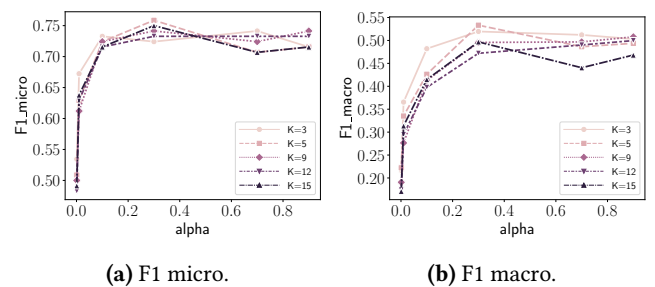 0.75
0.70
0.65
0.60
0.55
0.50
F1_micro
0.0 0.2 0.4 0.6 0.8
alpha
K=3
K=5
K=9
K=12
K=15
(a) F1 micro.
0.55
0.50
0.45
0.40
0.35
0.30
0.25
0.20
F1_macro
0.0 0.2 0.4 0.6 0.8
alpha
K=3
K=5
K=9
K=12
K=15
(b) F1 macro.